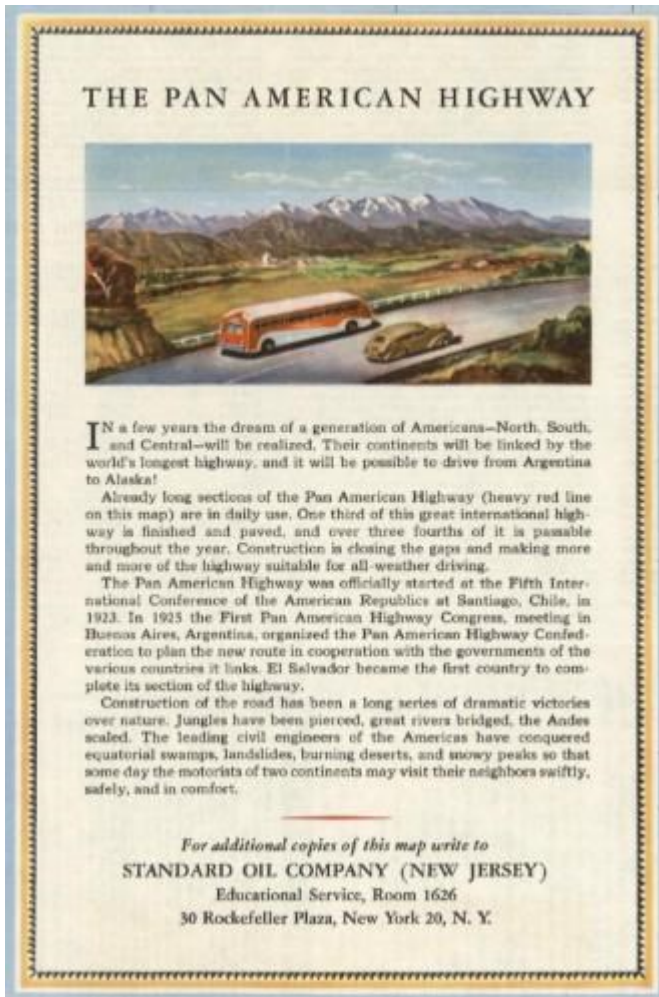 THE PAN AMERICAN HIGHWAY
IN a few years the dream of a generation of Americans—North, South,
and Central—will be realized. Their continents will be linked by the
world's longest highway, and it will be possible to drive from Argentina
to Alaska!
Already long sections of the Pan American Highway (heavy red line
on this map) are in daily use. One third of this great international high-
way is finished and paved, and over three fourths of it is passable
throughout the year. Construction is closing the gaps and making more
and more of the highway suitable for all-weather driving.
The Pan American Highway was officially started at the Fifth Inter-
national Conference of the American Republics at Santiago, Chile, in
1923. In 1925 the First Pan American Highway Congress, meeting in
Buenos Aires, Argentina, organized the Pan American Highway Confed-
eration to plan the new route in cooperation with the governments of the
various countries it links. El Salvador became the first country to com-
plete its section of the highway.
Construction of the road has been a long series of dramatic victories
over nature. Jungles have been pierced, great rivers bridged, the Andes
scaled. The leading civil engineers of the Americas have conquered
equatorial swamps, landslides, burning deserts, and snowy peaks so that
some day the motorists of two continents may visit their neighbors swiftly,
safely, and in comfort.
For additional copies of this map write to
STANDARD OIL COMPANY (NEW JERSEY)
Educational Service, Room 1626
30 Rockefeller Plaza, New York 20, N. Y.